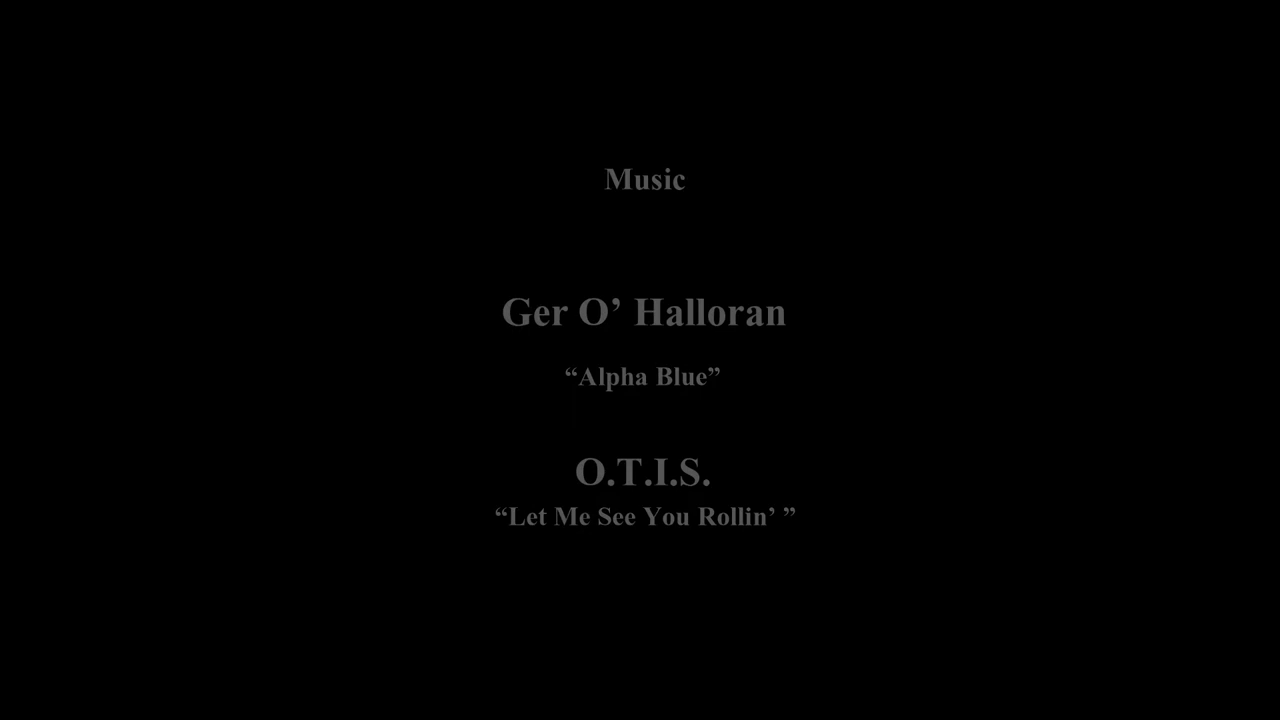 Music
Ger O’ Halloran
“Alpha Blue”
O.T.I.S.
“Let Me See You Rollin’ ”